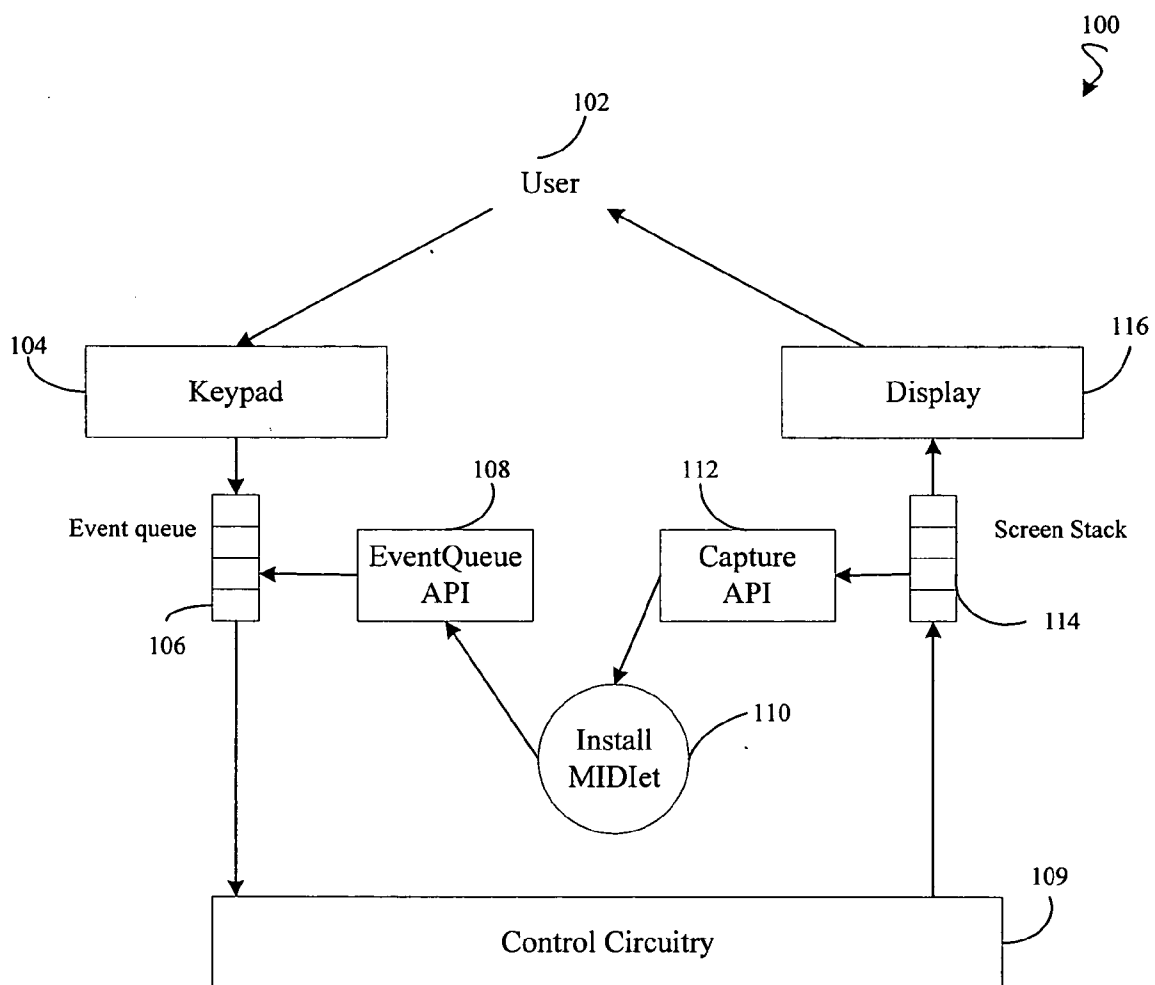 100
102
User
104
116
Keypad
Display
108
112
Event queue
EventQueue
API
Capture
API
Screen Stack
106
114
Install
MIDIet
110
109
Control Circuitry